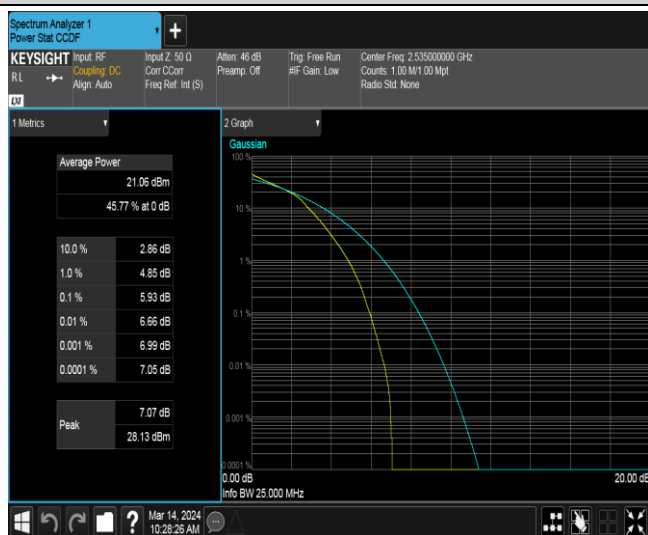 Spectrum Analyzer 1
Power Stat CCDF
+
KEYSIGHT
RL
LXI
Input: RF
Coupling: DC
Align: Auto
Input Z: 50 Ω
Corr CCorr
Freq Ref: Int (S)
Atten: 46 dB
Preamp: Off
Trig: Free Run
#IF Gain: Low
Center Freq: 2.535000000 GHz
Counts: 1.00 M/1.00 Mpt
Radio Std: None
1 Metrics
Average Power
21.06 dBm
45.77 % at 0 dB
10.0 % 2.86 dB
1.0 % 4.85 dB
0.1 % 5.93 dB
0.01 % 6.66 dB
0.001 % 6.99 dB
0.0001 % 7.05 dB
Peak
7.07 dB
28.13 dBm
2 Graph
Gaussian
100 %
10 %
1 %
0.1 %
0.01 %
0.001 %
0.0001 %
0.00 dB 20.00 dB
Info BW 25.000 MHz
?
Mar 14, 2024
10:28:26 AM